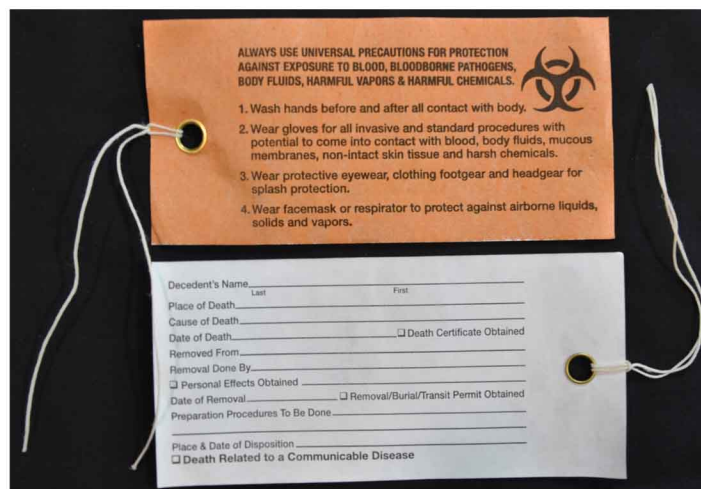 ALWAYS USE UNIVERSAL PRECAUTIONS FOR PROTECTION
AGAINST EXPOSURE TO BLOOD, BLOODBORNE PATHOGENS,
BODY FLUIDS, HARMFUL VAPORS & HARMFUL CHEMICALS.
1. Wash hands before and after all contact with body.
2. Wear gloves for all invasive and standard procedures with
potential to come into contact with blood, body fluids, mucous
membranes, non-intact skin tissue and harsh chemicals.
3. Wear protective eyewear, clothing footgear and headgear for
splash protection.
4. Wear facemask or respirator to protect against airborne liquids,
solids and vapors.
Decedent's Name
Last First
Place of Death
Cause of Death
Date of Death ❑ Death Certificate Obtained
Removed From
Removal Done By
❑ Personal Effects Obtained
Date of Removal ❑ Removal/Burial/Transit Permit Obtained
Preparation Procedures To Be Done
Place & Date of Disposition
❑ Death Related to a Communicable Disease